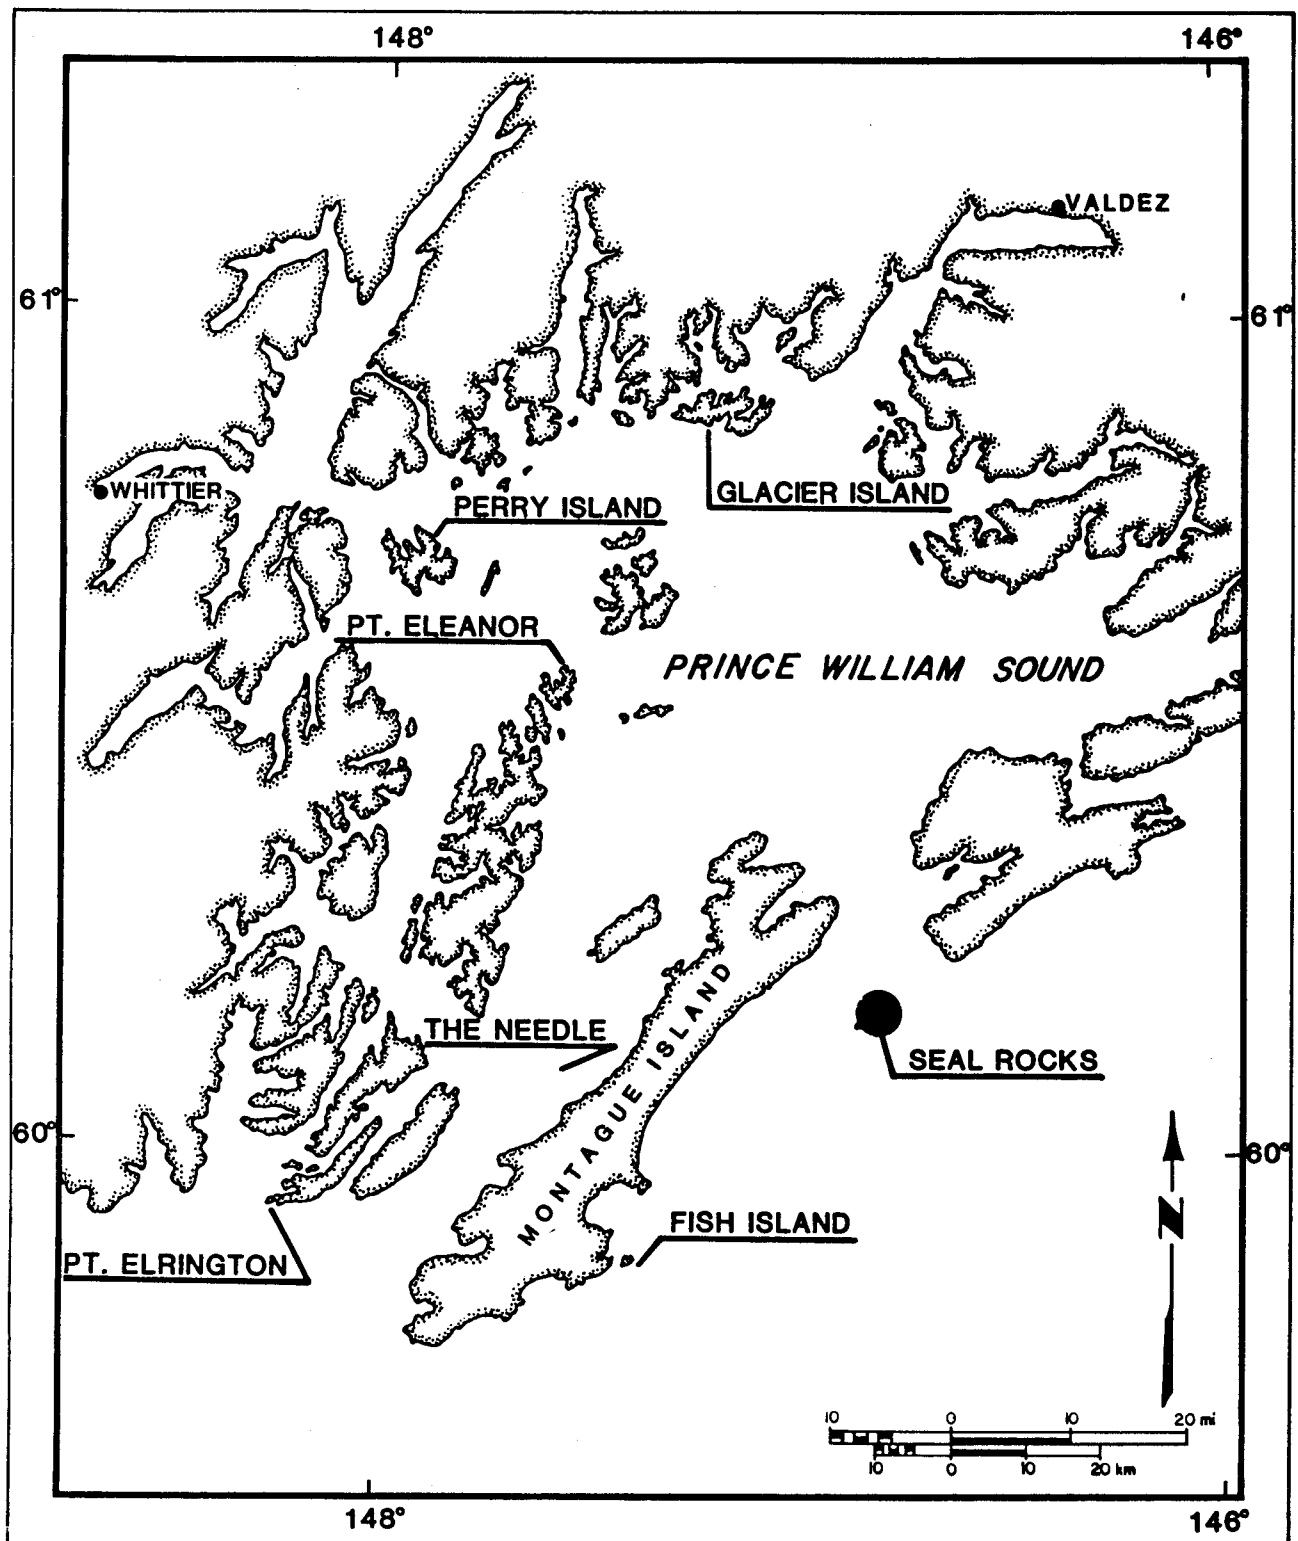 148° 146°
VALDEZ
61° 61°
WHITTIER
GLACIER ISLAND
PERRY ISLAND
PT. ELEANOR
PRINCE WILLIAM SOUND
MONTAGUE ISLAND
THE NEEDLE
SEAL ROCKS
60° 60°
N
FISH ISLAND
PT. ELRINGTON
10 0 10 20 mi
10 0 10 20 km
148° 146°